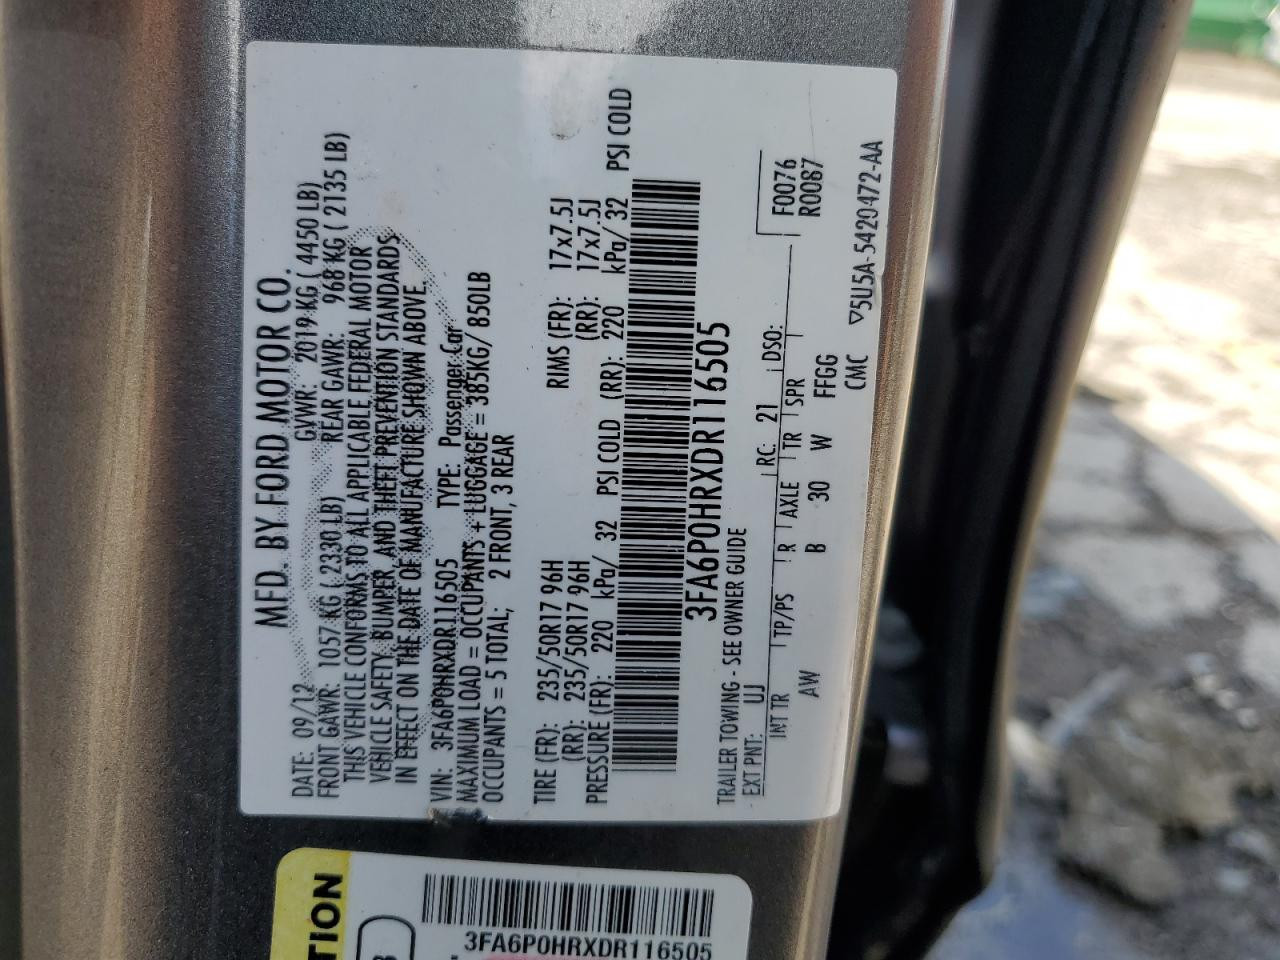 MFD. BY FORD MOTOR CO.
DATE: 09/12 GVWR: 2019 KG ( 4450 LB)
FRONT GAWR: 1057 KG ( 2330 LB) REAR GAWR: 968 KG ( 2135 LB)
THIS VEHICLE CONFORMS TO ALL APPLICABLE FEDERAL MOTOR
VEHICLE SAFETY, BUMPER, AND THEFT PREVENTION STANDARDS
IN EFFECT ON THE DATE OF MANUFACTURE SHOWN ABOVE.
VIN: 3FA6P0HRXDR116505 TYPE: Passenger Car
MAXIMUM LOAD = OCCUPANTS + LUGGAGE = 385KG/ 850LB
OCCUPANTS = 5 TOTAL; 2 FRONT, 3 REAR
TIRE (FR): 235/50R17 96H RIMS (FR): 17x7.5J
(RR): 235/50R17 96H (RR): 17x7.5J
PRESSURE (FR): 220 kPa/ 32 PSI COLD (RR): 220 kPa/ 32 PSI COLD
3FA6P0HRXDR116505
TRAILER TOWING - SEE OWNER GUIDE
EXT PNT: UJ RC: 21 DSO: F0076
R0087
INT TR TP/PS R AXLE TR SPR
AW B 30 W FFGG
CMC ▽5U5A-5420472-AA
TION
3FA6P0HRXDR116505